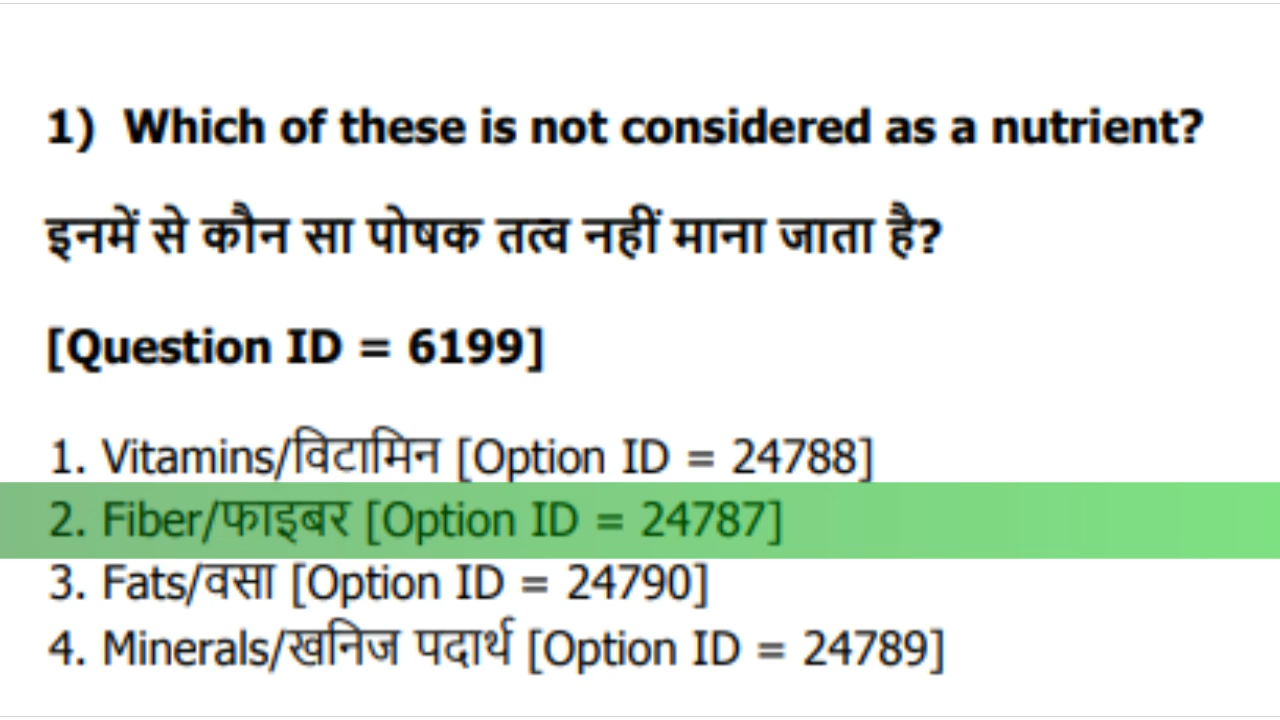 1) Which of these is not considered as a nutrient?
इनमें से कौन सा पोषक तत्व नहीं माना जाता है?
[Question ID = 6199]
1. Vitamins/विटामिन [Option ID = 24788]
2. Fiber/फाइबर [Option ID = 24787]
3. Fats/वसा [Option ID = 24790]
4. Minerals/खनिज पदार्थ [Option ID = 24789]